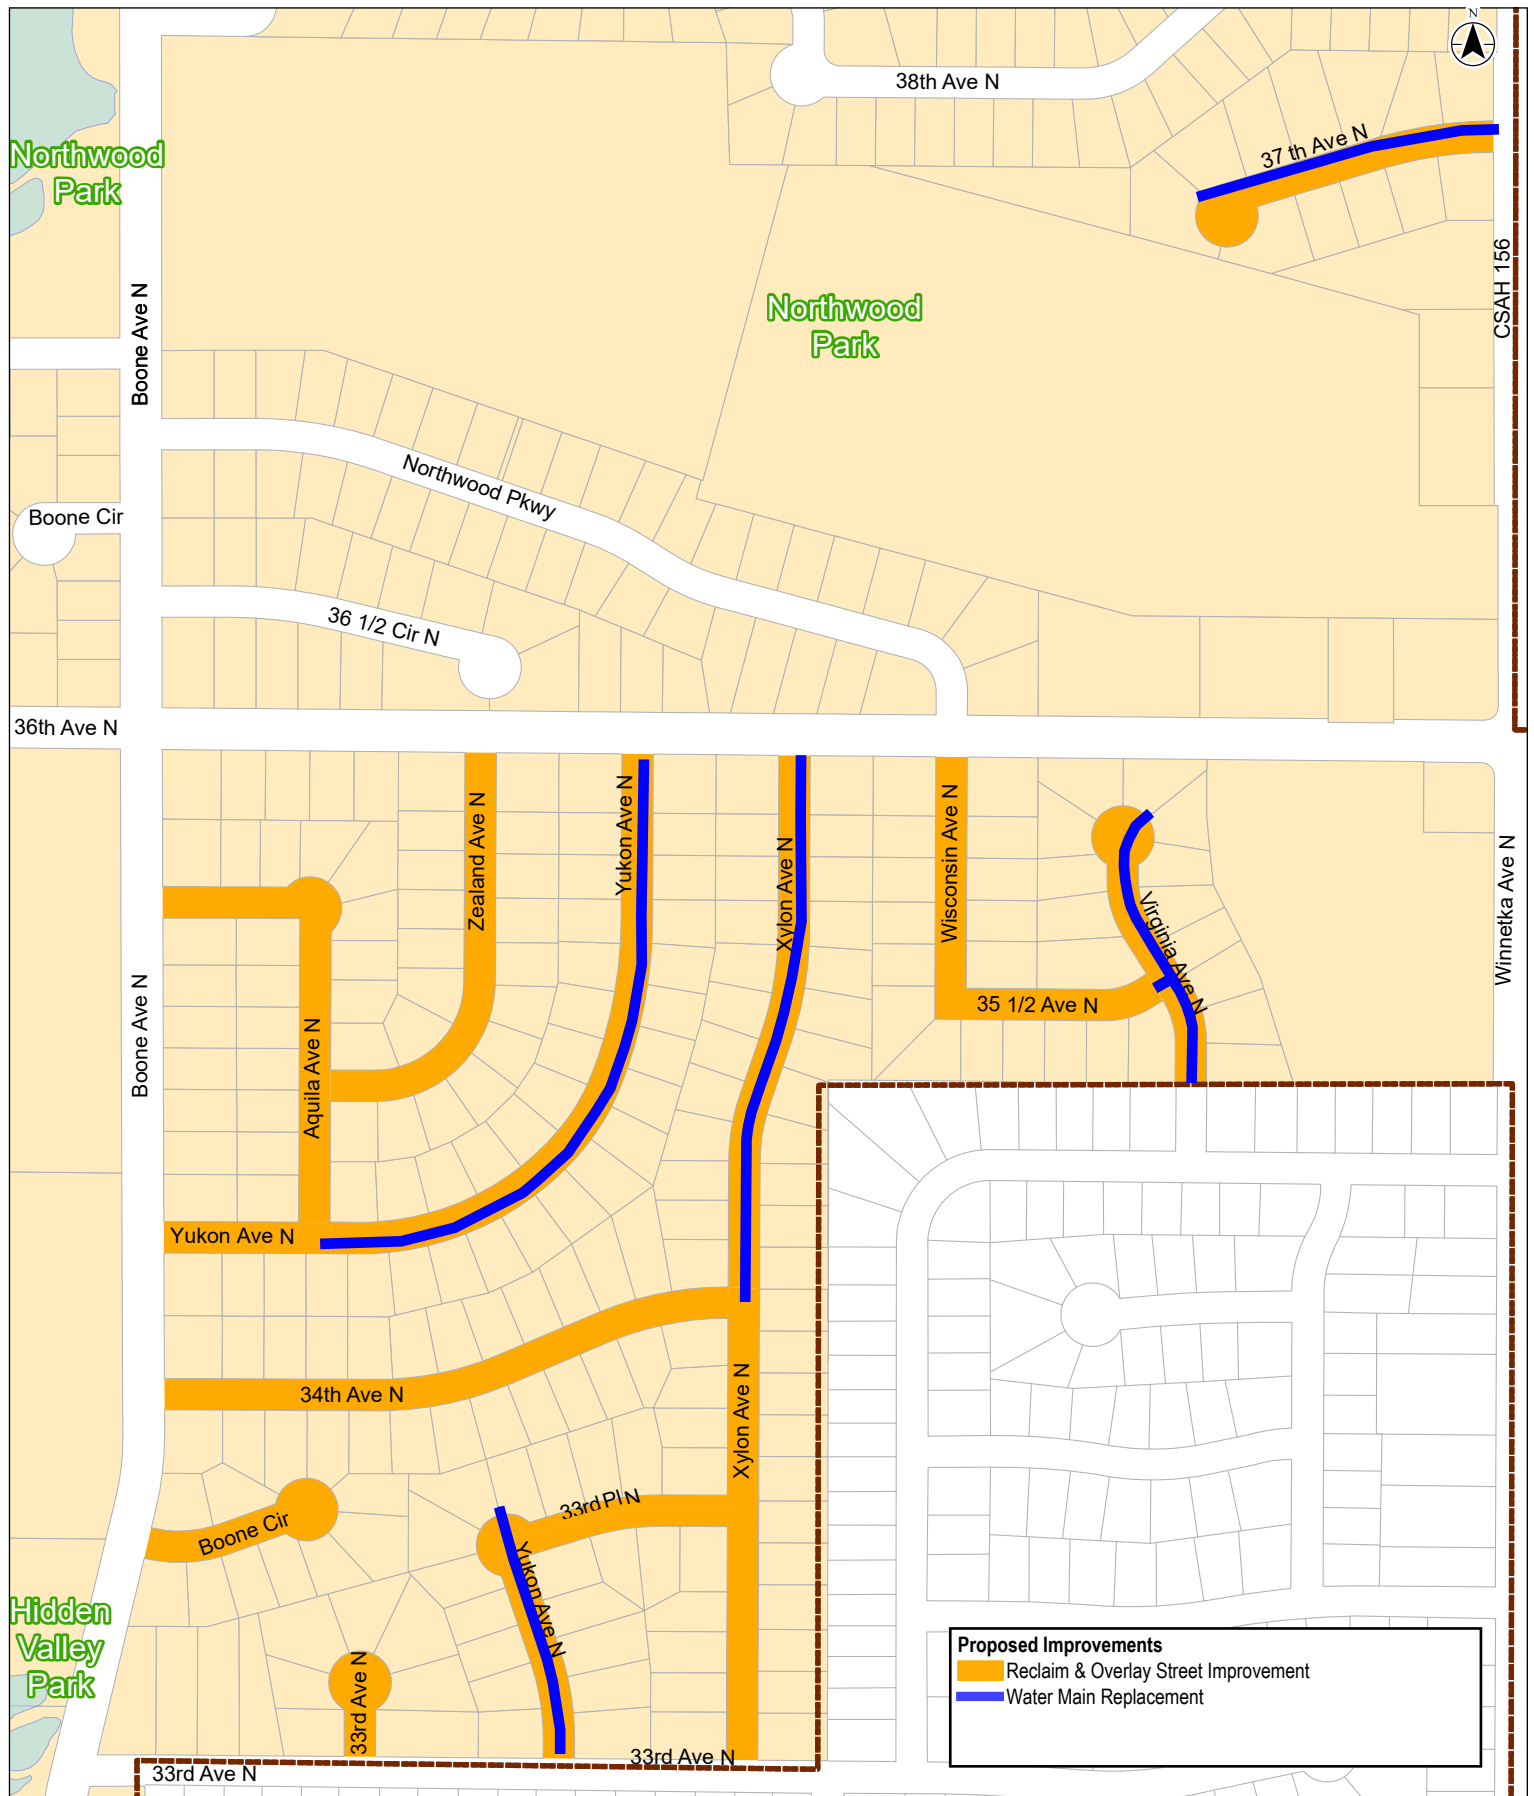 N
38th Ave N
37 th Ave N
Northwood
Park
CSAH 156
Boone Ave N
Northwood
Park
Northwood Pkwy
Boone Cir
36 1/2 Cir N
36th Ave N
Zealand Ave N
Yukon Ave N
Xylon Ave N
Wisconsin Ave N
Virginia Ave N
Winnetka Ave N
35 1/2 Ave N
Boone Ave N
Aquila Ave N
Yukon Ave N
34th Ave N
Xylon Ave N
33rd Pl N
Boone Cir
Yukon Ave N
Hidden
Valley
Park
33rd Ave N
33rd Ave N
33rd Ave N
Proposed Improvements
Reclaim & Overlay Street Improvement
Water Main Replacement